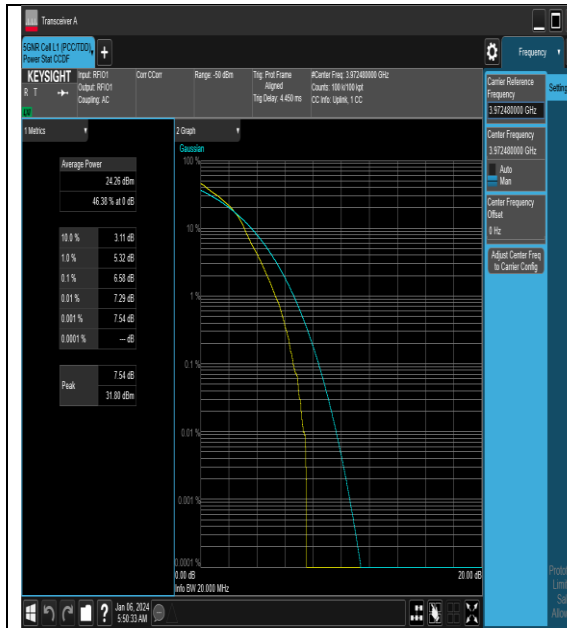 Transceiver A
5GNR Cell L1 (PCC/TDD),
Power Stat CCDF
Frequency
KEYSIGHT
R T
Input: RFIO1
Output: RFIO1
Coupling: AC
Corr CCorr
Range: -50 dBm
Trig: Prot Frame
Aligned
Trig Delay: 4.450 ms
#Center Freq: 3.972480000 GHz
Counts: 100 k/100 kpt
CC Info: Uplink, 1 CC
1 Metrics
Average Power
24.26 dBm
46.38 % at 0 dB
10.0 % 3.11 dB
1.0 % 5.32 dB
0.1 % 6.58 dB
0.01 % 7.29 dB
0.001 % 7.54 dB
0.0001 % --- dB
Peak
7.54 dB
31.80 dBm
2 Graph
Gaussian
100 %
10 %
1 %
0.1 %
0.01 %
0.001 %
0.0001 %
0.00 dB
20.00 dB
Info BW 20.000 MHz
Carrier Reference
Frequency
3.972480000 GHz
Center Frequency
3.972480000 GHz
Auto
Man
Center Frequency
Offset
0 Hz
Adjust Center Freq
to Carrier Config
Jan 06, 2024
5:50:33 AM